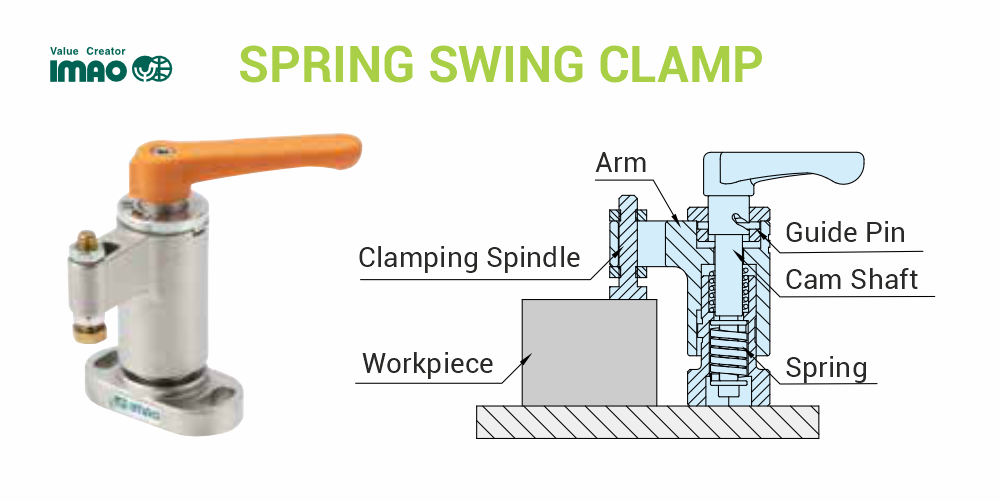 Value Creator
IMAO
SPRING SWING CLAMP
Arm
Clamping Spindle
Guide Pin
Cam Shaft
Workpiece
Spring
IMAO